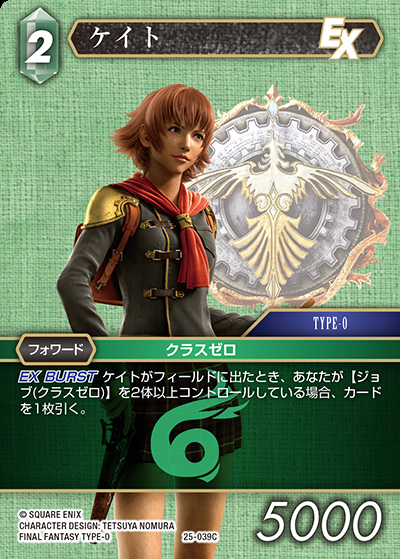 2
ケイト
EX
TYPE-0
フォワード
クラスゼロ
EX BURST ケイトがフィールドに出たとき、あなたが【ジョ
ブ(クラスゼロ)】を2体以上コントロールしている場合、カード
を1枚引く。
6
© SQUARE ENIX
CHARACTER DESIGN: TETSUYA NOMURA
FINAL FANTASY TYPE-0
25-039C
5000